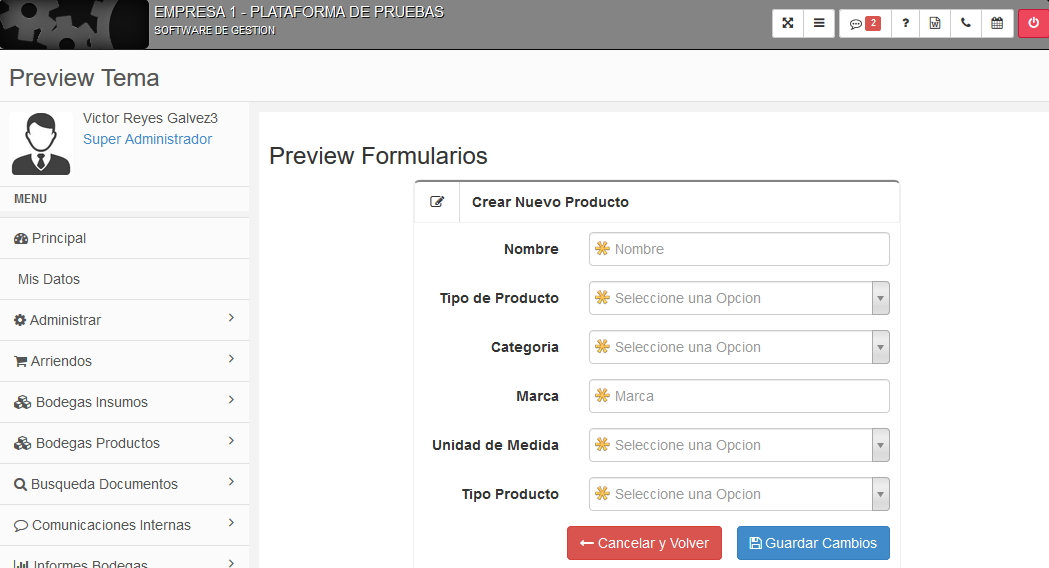 EMPRESA 1 - PLATAFORMA DE PRUEBAS
SOFTWARE DE GESTION
2
?
W
Preview Tema
Victor Reyes Galvez3
Super Administrador
MENU
Principal
Mis Datos
Administrar
Arriendos
Bodegas Insumos
Bodegas Productos
Busqueda Documentos
Comunicaciones Internas
Informes Bodegas
Preview Formularios
Crear Nuevo Producto
Nombre Nombre
Tipo de Producto Seleccione una Opcion
Categoria Seleccione una Opcion
Marca Marca
Unidad de Medida Seleccione una Opcion
Tipo Producto Seleccione una Opcion
Cancelar y Volver Guardar Cambios